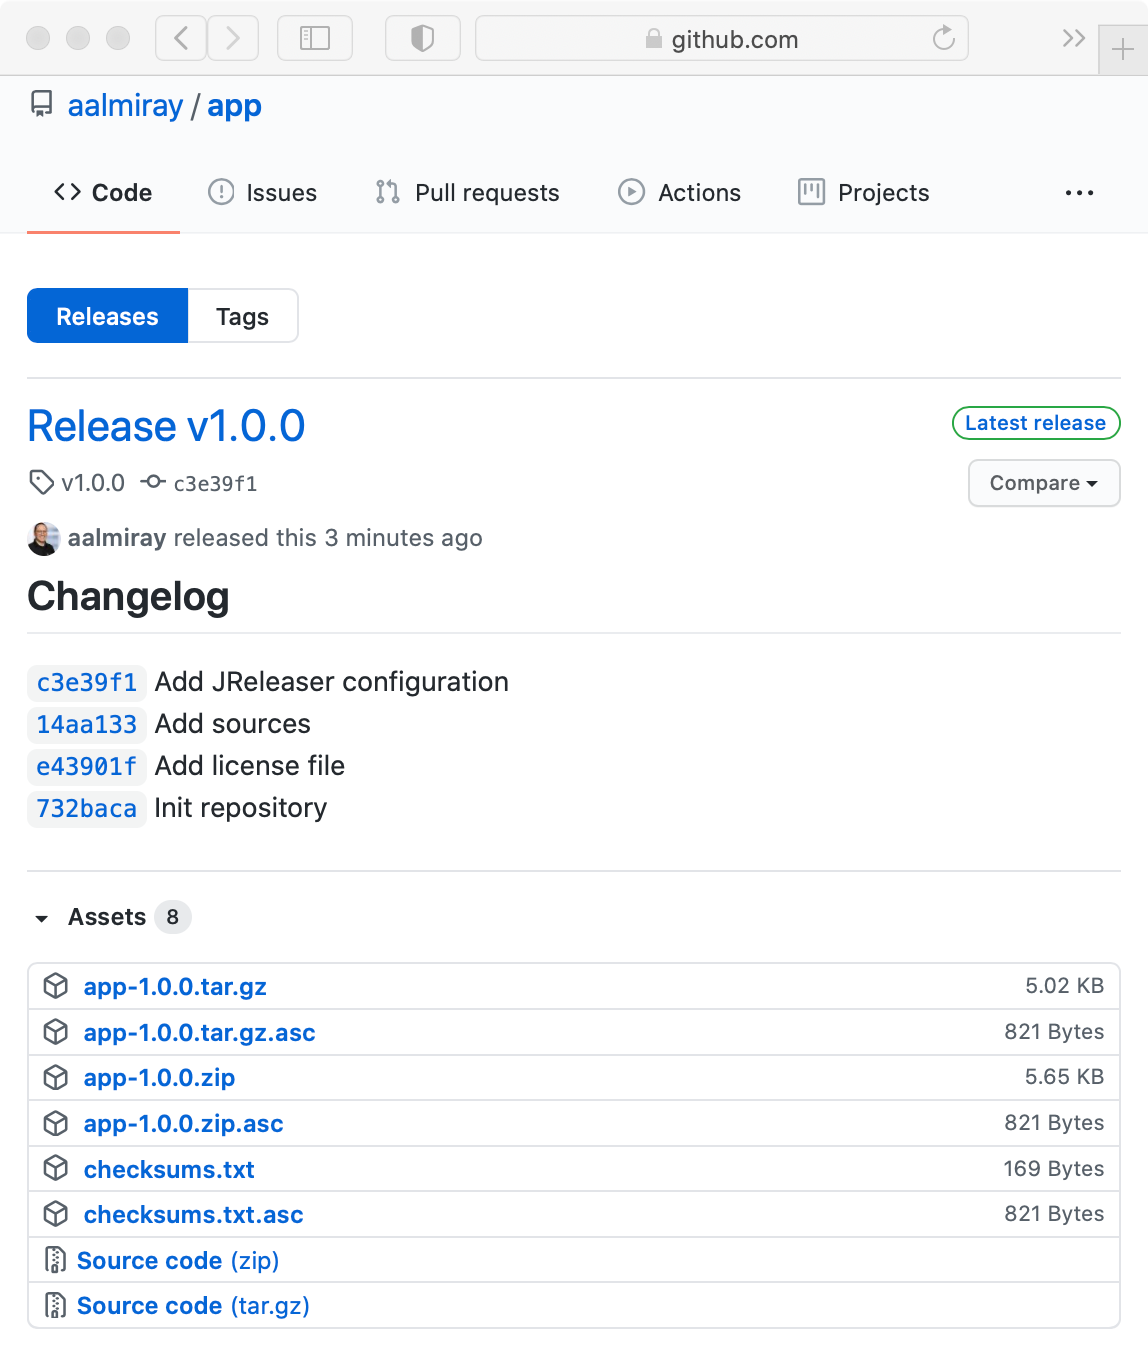 github.com
aalmiray / app
Code Issues Pull requests Actions Projects
Releases Tags
Release v1.0.0 Latest release
v1.0.0 c3e39f1 Compare
aalmiray released this 3 minutes ago
Changelog
c3e39f1 Add JReleaser configuration
14aa133 Add sources
e43901f Add license file
732baca Init repository
Assets 8
app-1.0.0.tar.gz 5.02 KB
app-1.0.0.tar.gz.asc 821 Bytes
app-1.0.0.zip 5.65 KB
app-1.0.0.zip.asc 821 Bytes
checksums.txt 169 Bytes
checksums.txt.asc 821 Bytes
Source code (zip)
Source code (tar.gz)